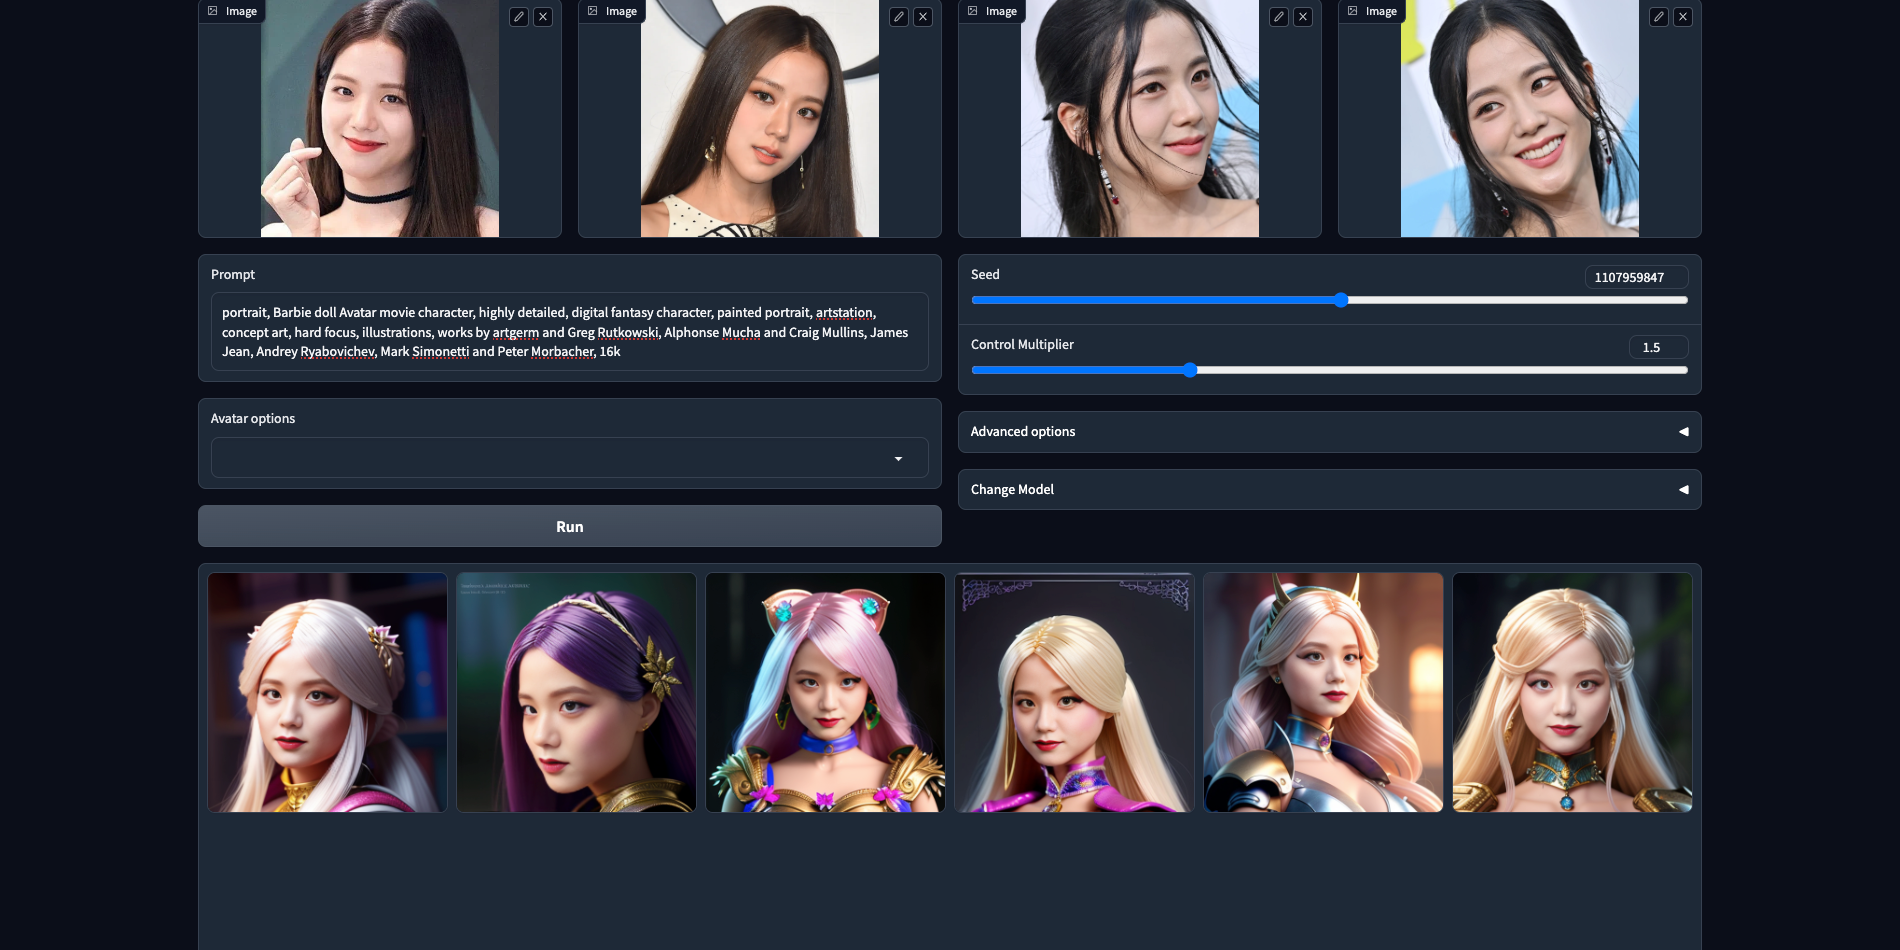 Image
Image
Image
Image
Prompt
portrait, Barbie doll Avatar movie character, highly detailed, digital fantasy character, painted portrait, artstation,
concept art, hard focus, illustrations, works by artgerm and Greg Rutkowski, Alphonse Mucha and Craig Mullins, James
Jean, Andrey Ryabovichev, Mark Simonetti and Peter Morbacher, 16k
Avatar options
Run
Seed
1107959847
Control Multiplier
1.5
Advanced options
Change Model